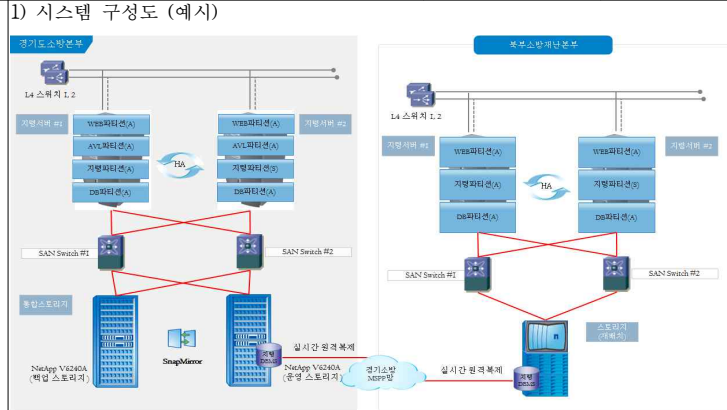 1) 시스템 구성도 (예시)
경기도소방본부
북부소방재난본부
L4 스위치 1, 2
L4 스위치 1, 2
지령서버 #1
WEB파티션(A)
AVL파티션(A)
지령파티션(A)
DB파티션(A)
HA
WEB파티션(A)
AVL파티션(A)
지령파티션(S)
DB파티션(A)
지령서버 #2
지령서버 #1
WEB파티션(A)
지령파티션(A)
DB파티션(A)
HA
WEB파티션(A)
지령파티션(S)
DB파티션(A)
지령서버 #2
SAN Switch #1
SAN Switch #2
SAN Switch #1
SAN Switch #2
통합스토리지
SnapMirror
NetApp V6240A
(백업 스토리지)
지령
DBMS
NetApp V6240A
(운영 스토리지)
실시간 원격복제
경기소방
MSPP망
실시간 원격복제
지령
DBMS
n
스토리지
(재배치)